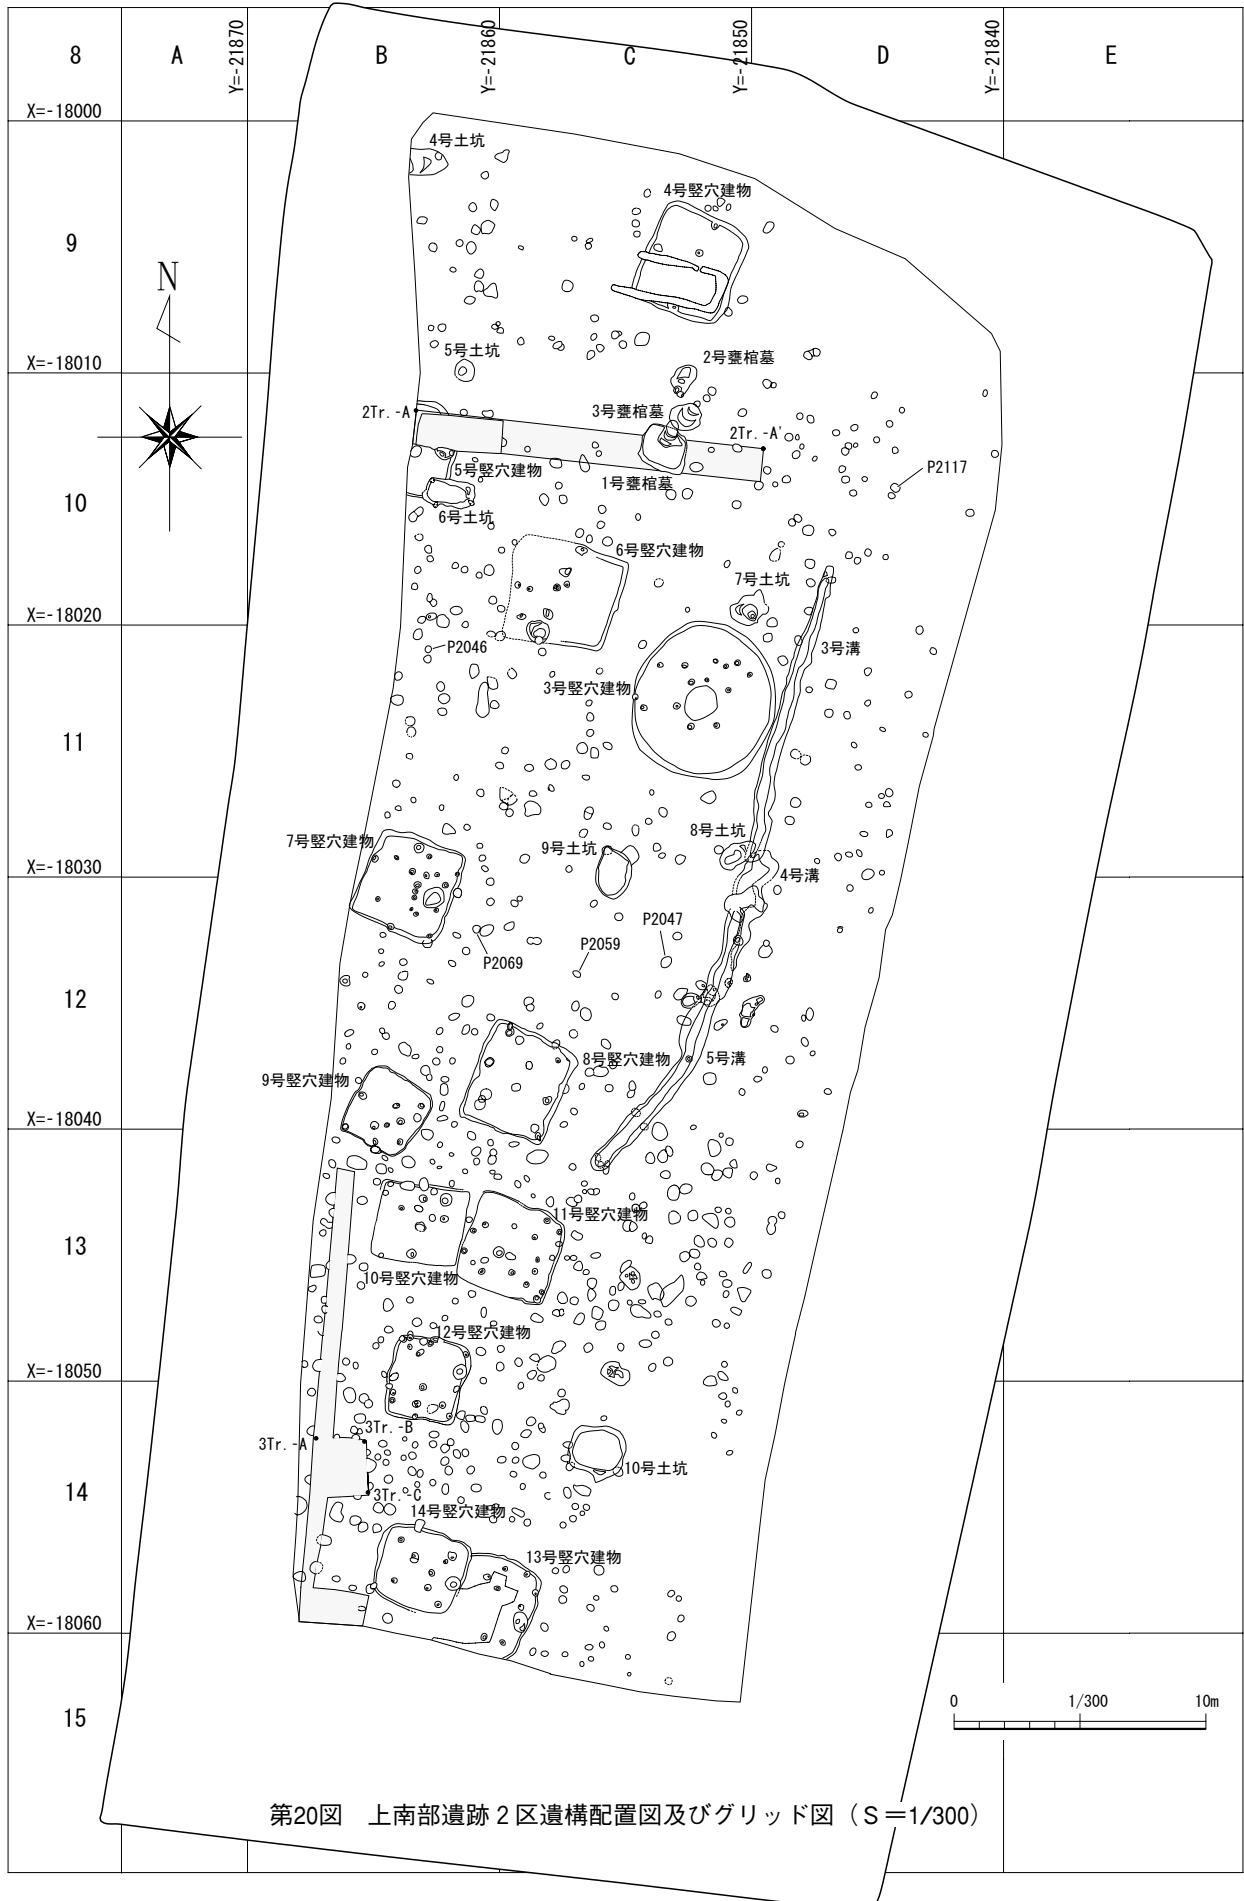 8 A B C D E
Y=-21870
Y=-21860
Y=-21850
Y=-21840
X=-18000
4号土坑
4号竪穴建物
9
N
5号土坑
2号甕棺墓
X=-18010
2Tr.-A
3号甕棺墓
2Tr.-A'
5号竪穴建物
1号甕棺墓
P2117
10
6号土坑
6号竪穴建物
7号土坑
X=-18020
P2046
3号溝
3号竪穴建物
11
7号竪穴建物
9号土坑
8号土坑
4号溝
X=-18030
P2047
P2069
P2059
12
8号竪穴建物
5号溝
9号竪穴建物
X=-18040
11号竪穴建物
13
10号竪穴建物
12号竪穴建物
X=-18050
3Tr.-B
3Tr.-A
10号土坑
14
3Tr.-C
14号竪穴建物
13号竪穴建物
X=-18060
0 1/300 10m
15
第20図 上南部遺跡2区遺構配置図及びグリッド図(S=1/300)